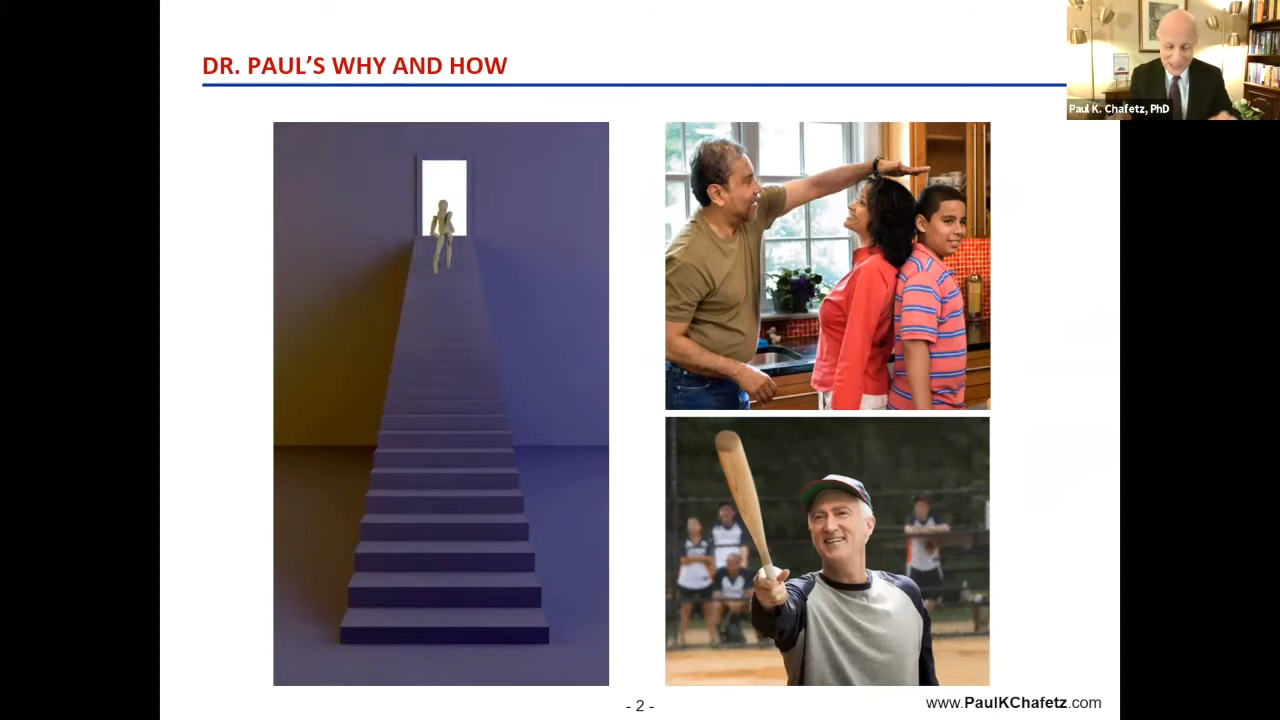 DR. PAUL'S WHY AND HOW
Paul K. Chafetz, PhD
- 2 -
www.PaulKChafetz.com